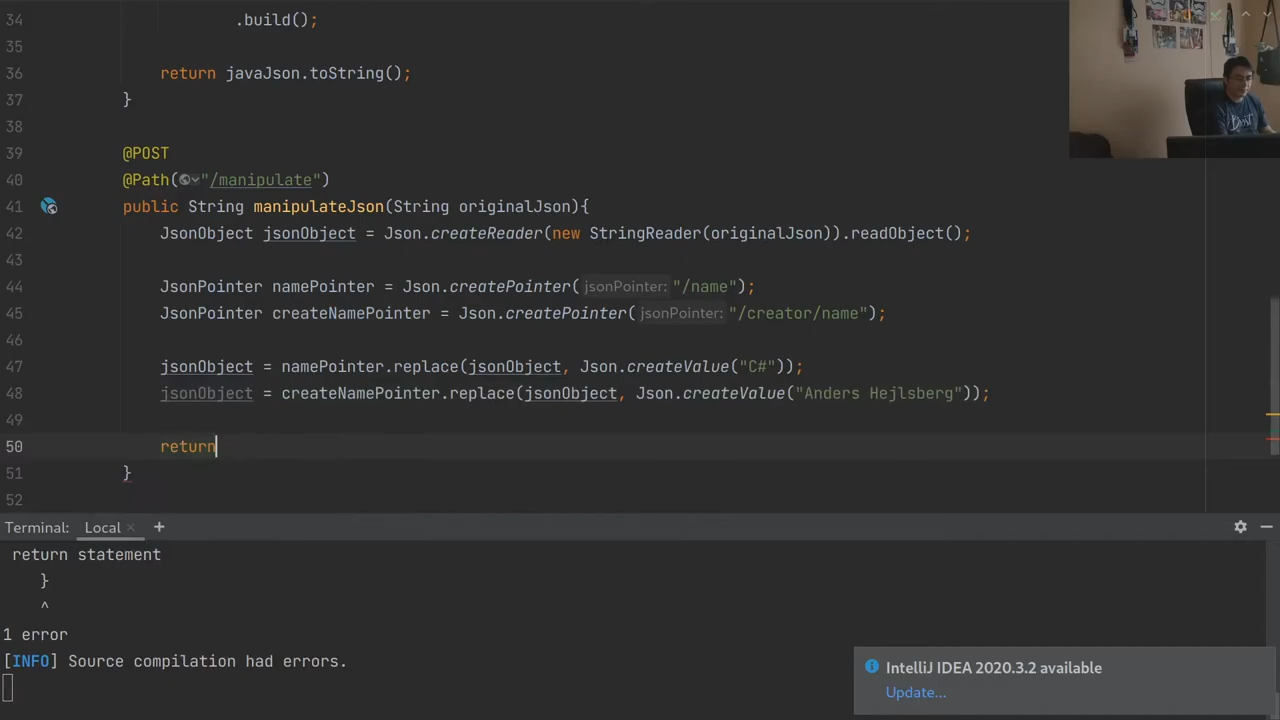 34 .build();
35
36 return javaJson.toString();
37 }
38
39 @POST
40 @Path("/manipulate")
41 public String manipulateJson(String originalJson){
42 JsonObject jsonObject = Json.createReader(new StringReader(originalJson)).readObject();
43
44 JsonPointer namePointer = Json.createPointer( jsonPointer: "/name");
45 JsonPointer createNamePointer = Json.createPointer( jsonPointer: "/creator/name");
46
47 jsonObject = namePointer.replace(jsonObject, Json.createValue("C#"));
48 jsonObject = createNamePointer.replace(jsonObject, Json.createValue("Anders Hejlsberg"));
49
50 return
51 }
52
Terminal: Local × +
return statement
}
^
1 error
[INFO] Source compilation had errors.
IntelliJ IDEA 2020.3.2 available
Update...